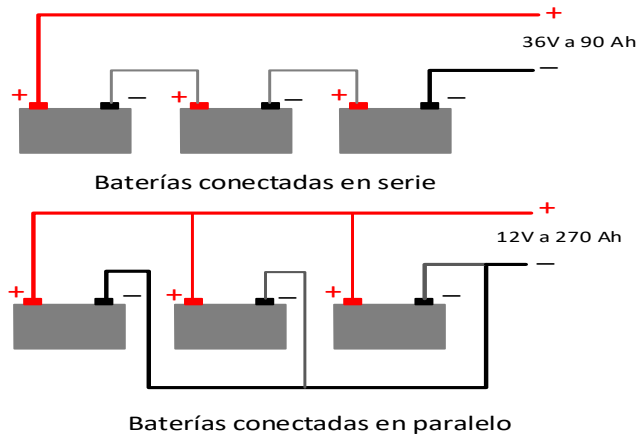 +
36V a 90 Ah
−
+ − + − + −
Baterías conectadas en serie
+
12V a 270 Ah
−
+ − + − + −
Baterías conectadas en paralelo